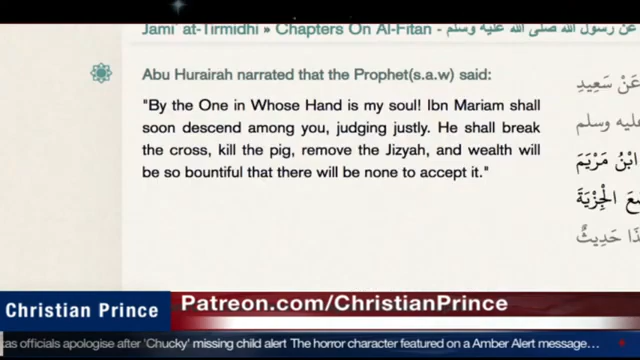 Jami` at-Tirmidhi » Chapters On Al-Fitan - كتاب الفتن عن رسول الله صلى الله عليه وسلم
Abu Hurairah narrated that the Prophet(s.a.w) said:
عَنْ سَعِيدِ
"By the One in Whose Hand is my soul! Ibn Mariam shall
soon descend among you, judging justly. He shall break
عليه وسلم
the cross, kill the pig, remove the Jizyah, and wealth will
ابْنُ مَرْيَمَ
be so bountiful that there will be none to accept it."
الْجِزْيَةَ
حَدِيثٌ
Christian Prince
Patreon.com/ChristianPrince
as officials apologise after 'Chucky' missing child alert The horror character featured on a Amber Alert message...